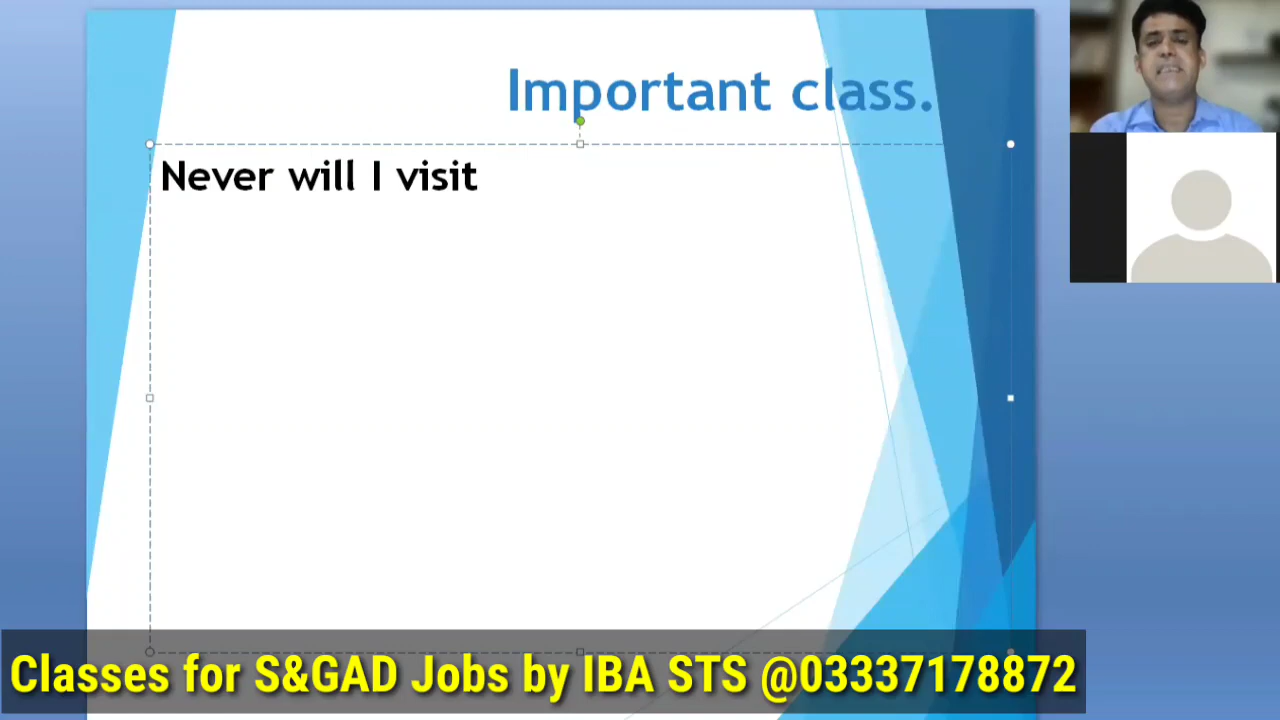 Important class.
Never will I visit
Classes for S&GAD Jobs by IBA STS @03337178872